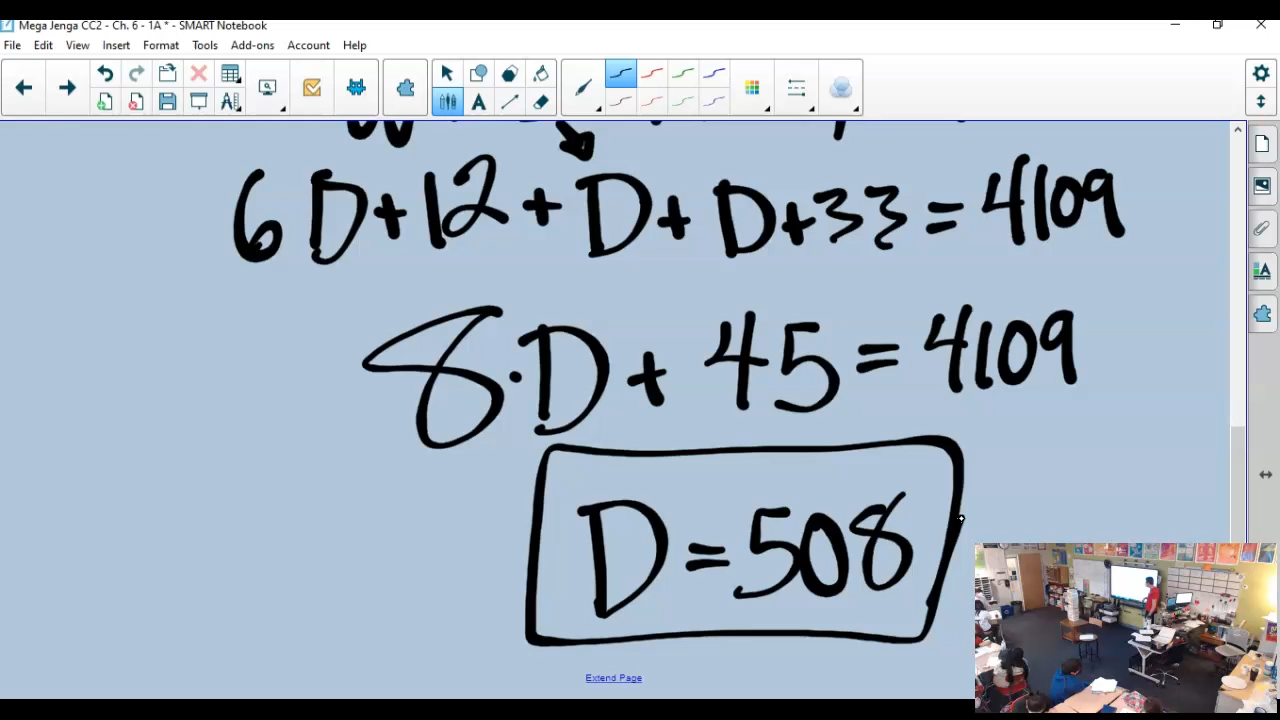 Mega Jenga CC2 - Ch. 6 - 1A * - SMART Notebook
File Edit View Insert Format Tools Add-ons Account Help
6D+12+D+D+33=4109
8·D+45=4109
D=508
Extend Page